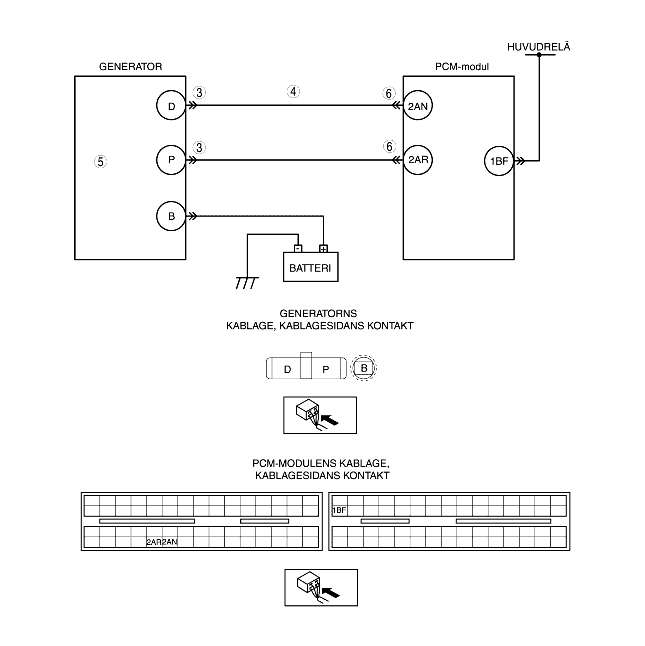 HUVUDRELÄ
GENERATOR
PCM-modul
D
3
4
6
2AN
5
P
3
6
2AR
1BF
B
-
+
BATTERI
GENERATORNS
KABLAGE, KABLAGESIDANS KONTAKT
D P B
PCM-MODULENS KABLAGE,
KABLAGESIDANS KONTAKT
1BF
2AR2AN